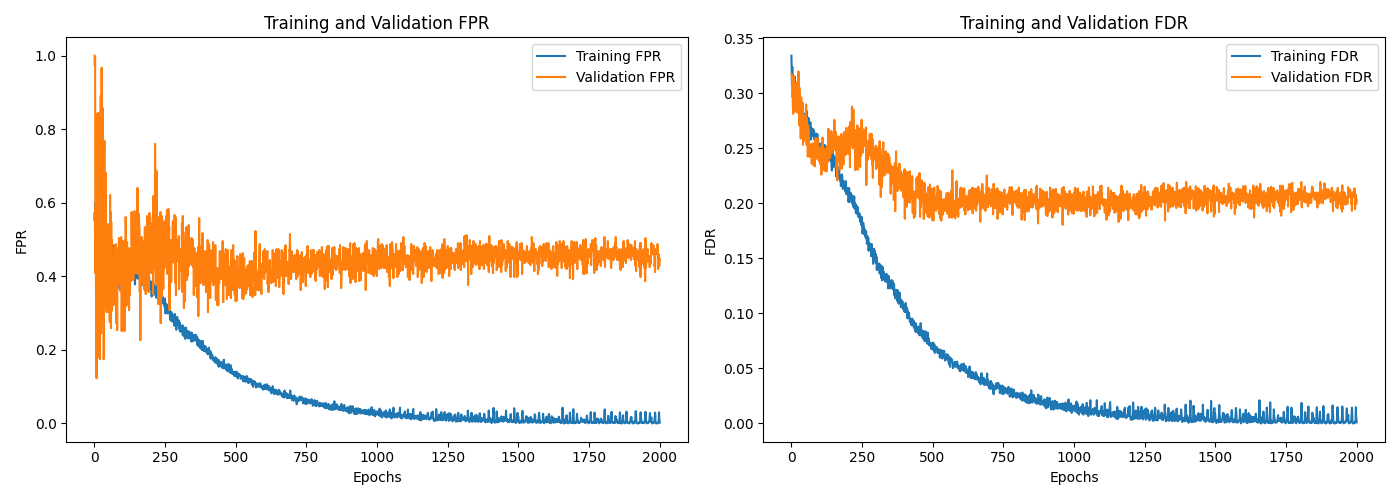 Training and Validation FPR
Training FPR
Validation FPR
1.0
0.8
0.6
0.4
0.2
0.0
FPR
0 250 500 750 1000 1250 1500 1750 2000
Epochs
Training and Validation FDR
Training FDR
Validation FDR
0.35
0.30
0.25
0.20
0.15
0.10
0.05
0.00
FDR
0 250 500 750 1000 1250 1500 1750 2000
Epochs